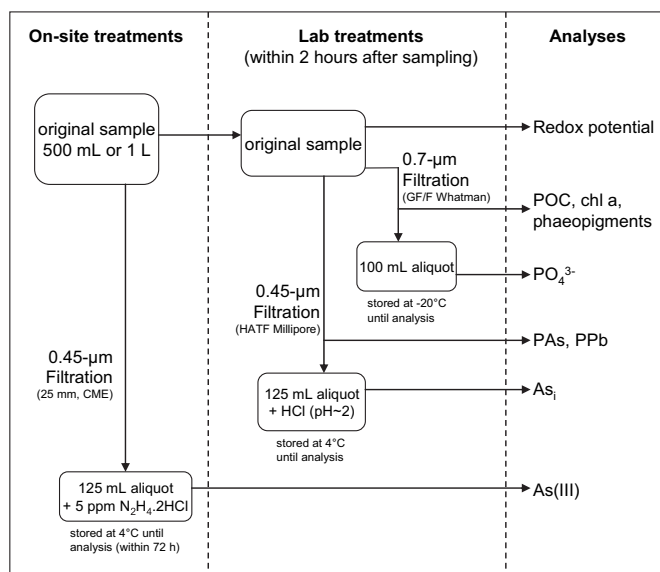 On-site treatments
Lab treatments
(within 2 hours after sampling)
Analyses
original sample
500 mL or 1 L
original sample
Redox potential
0.7-µm
Filtration
(GF/F Whatman)
POC, chl a,
phaeopigments
100 mL aliquot
PO₄³⁻
stored at -20°C
until analysis
0.45-µm
Filtration
(HATF Millipore)
PAs, PPb
0.45-µm
Filtration
(25 mm, CME)
125 mL aliquot
+ HCl (pH~2)
Asᵢ
stored at 4°C
until analysis
125 mL aliquot
+ 5 ppm N₂H₄.2HCl
As(III)
stored at 4°C until
analysis (within 72 h)